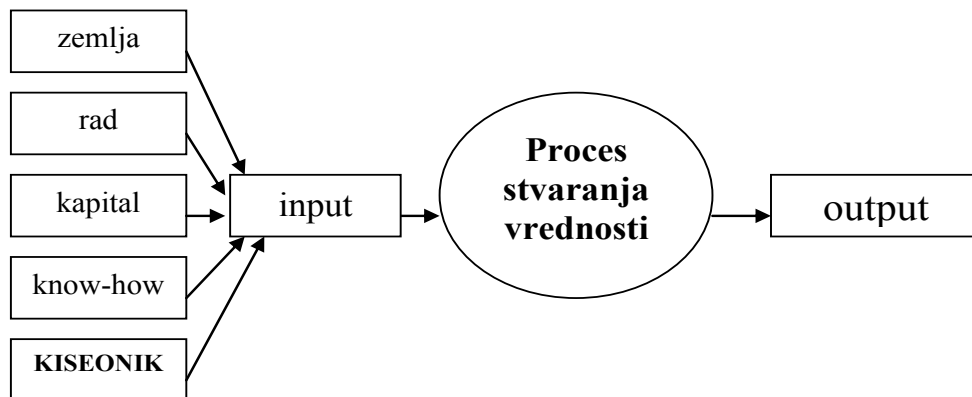 zemlja
rad
kapital
know-how
KISEONIK
input
Proces
stvaranja
vrednosti
output